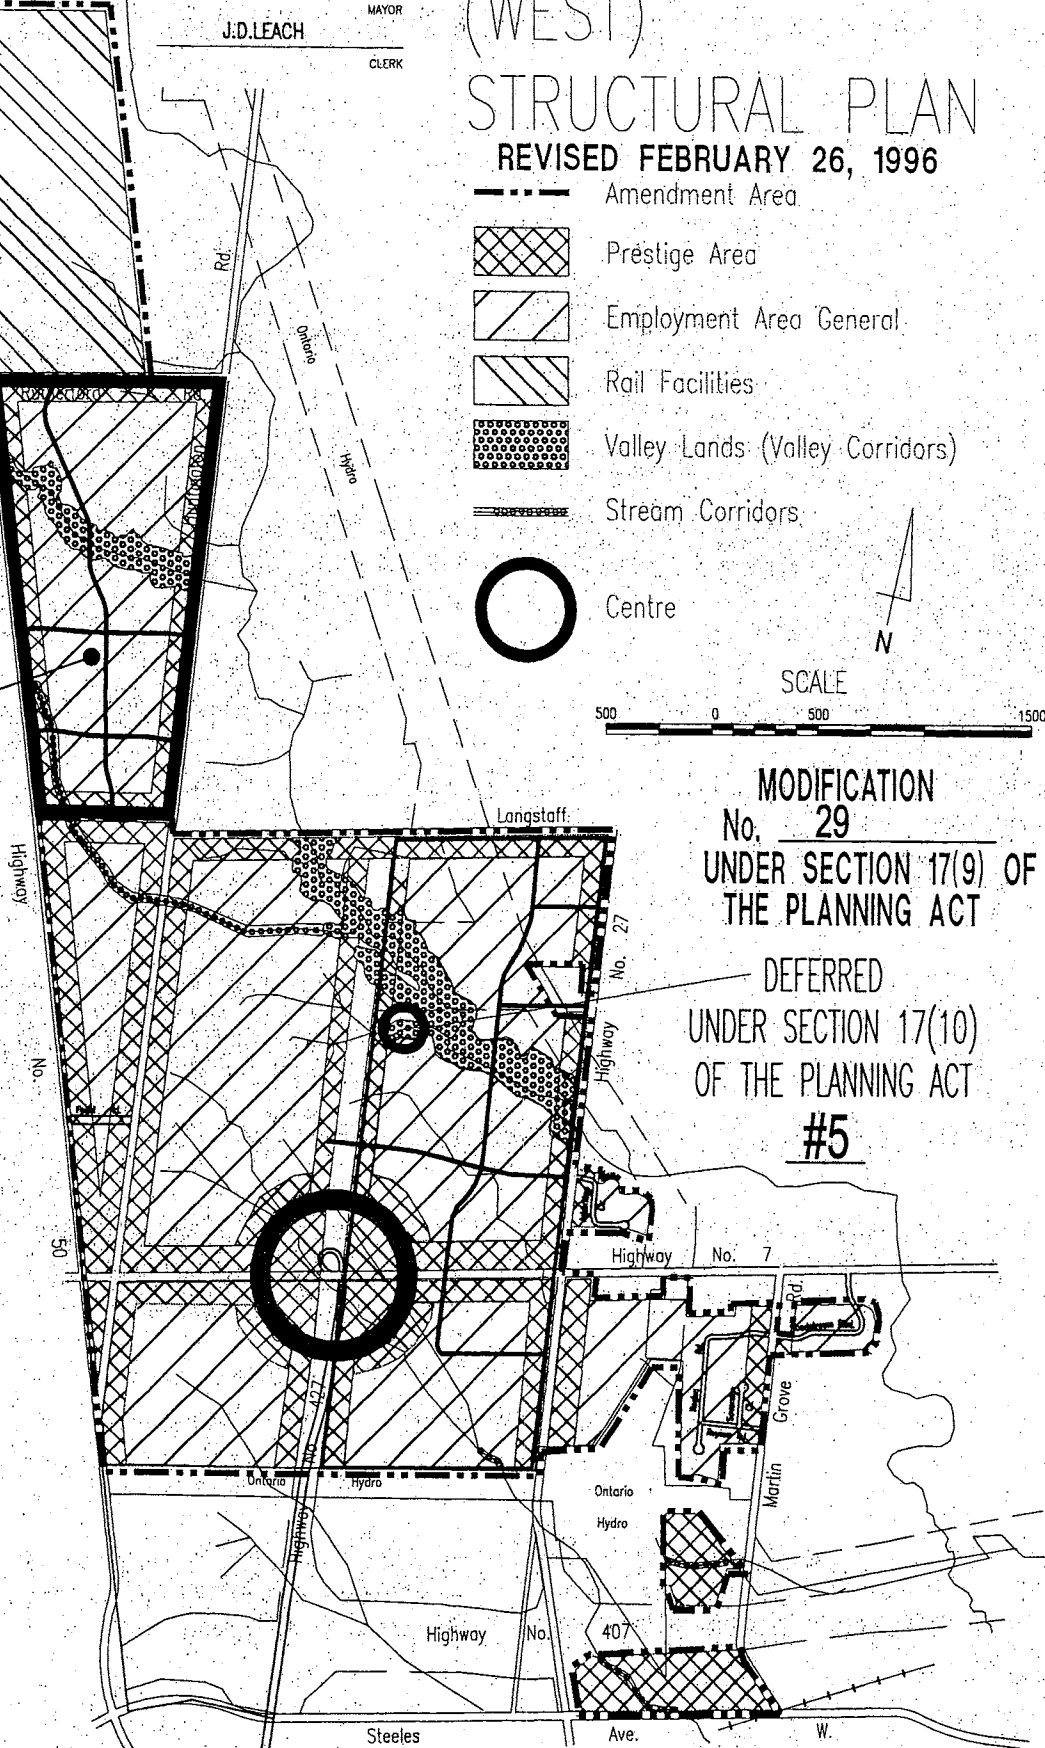 MAYOR
J.D.LEACH
CLERK
(WEST)
STRUCTURAL PLAN
REVISED FEBRUARY 26, 1996
Amendment Area
Prestige Area
Employment Area General
Rail Facilities
Valley Lands (Valley Corridors)
Stream Corridors
Centre
N
SCALE
500 0 500 1500
MODIFICATION
No. 29
UNDER SECTION 17(9) OF
THE PLANNING ACT
DEFERRED
UNDER SECTION 17(10)
OF THE PLANNING ACT
#5
Rd.
Ontario
Hydro
Rutherford Rd.
Huntington
Langstaff
Highway
No.
50
Highway
No. 27
Highway No. 7
Rd.
Grove
Martin
Highway No. 427
Ontario Hydro
Ontario
Hydro
Highway No. 407
Steeles Ave. W.